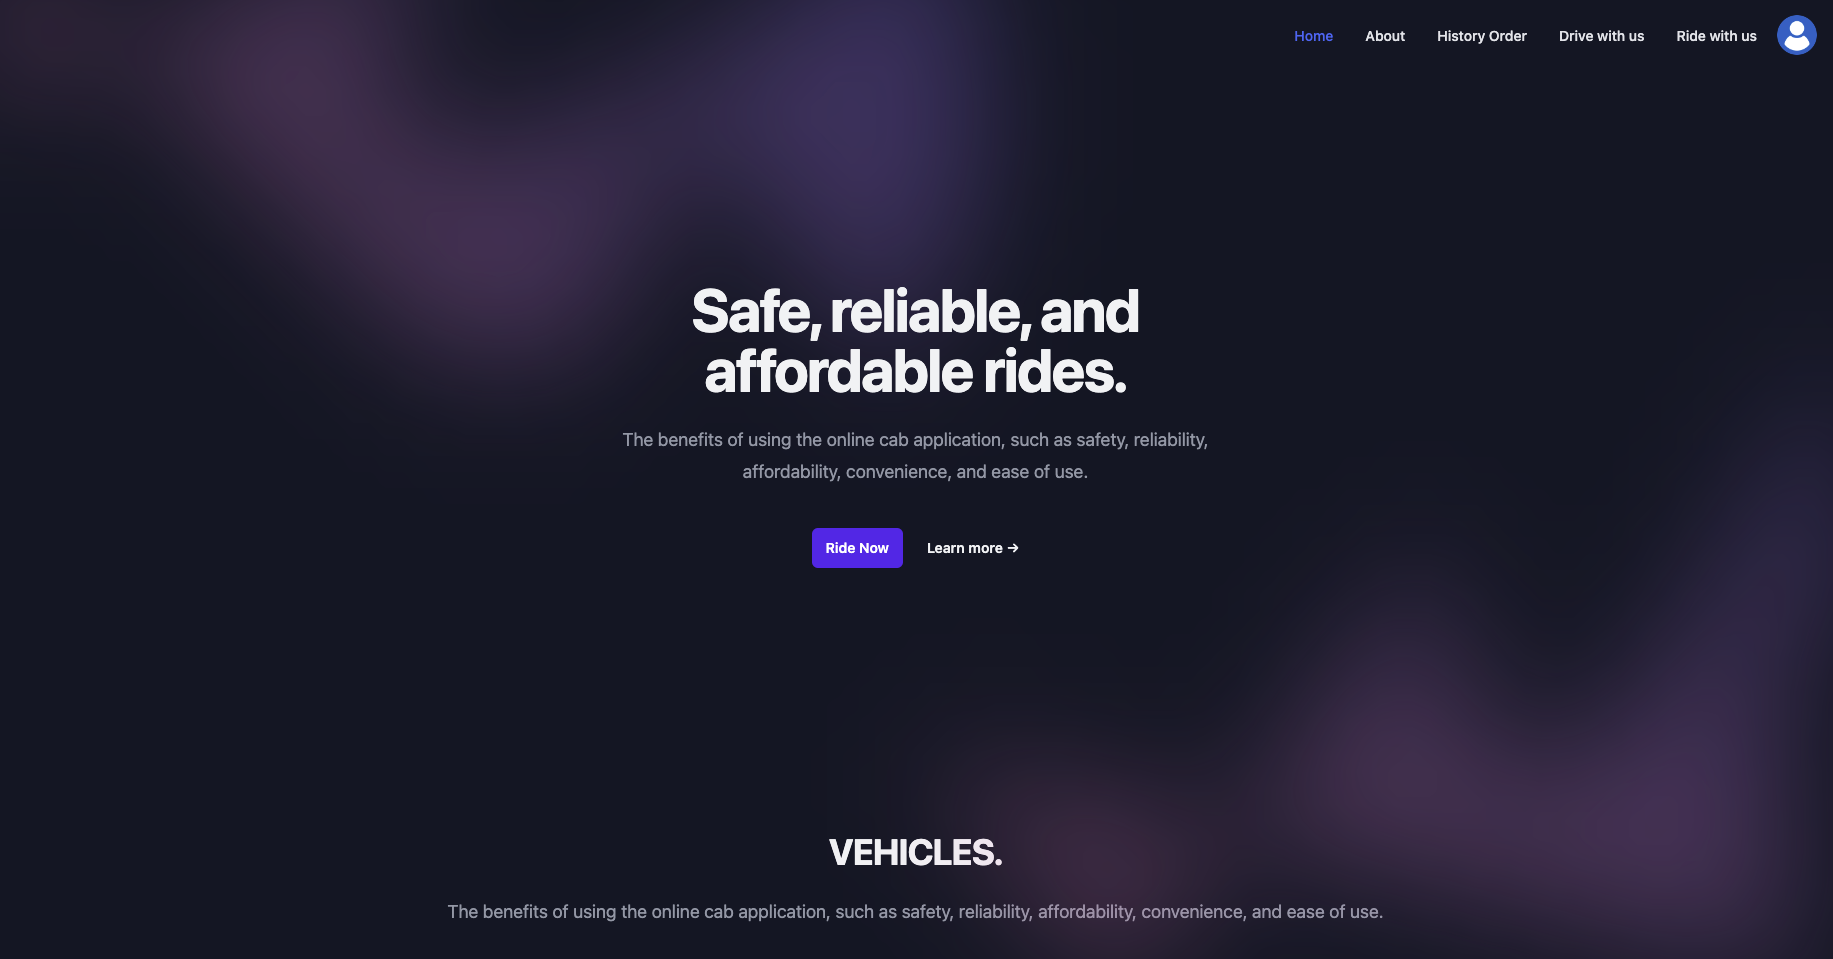 Home About History Order Drive with us Ride with us
Safe, reliable, and
affordable rides.
The benefits of using the online cab application, such as safety, reliability,
affordability, convenience, and ease of use.
Ride Now Learn more →
VEHICLES.
The benefits of using the online cab application, such as safety, reliability, affordability, convenience, and ease of use.